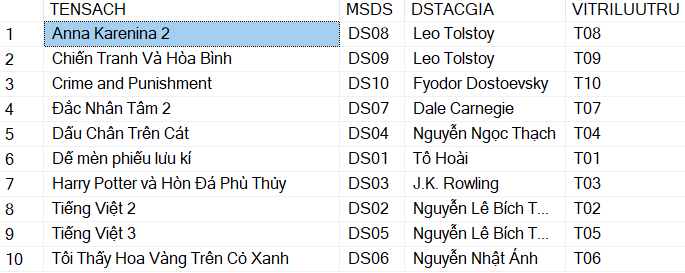 TENSACH MSDS DSTACGIA VITRILUUTRU
1 Anna Karenina 2 DS08 Leo Tolstoy T08
2 Chiến Tranh Và Hòa Bình DS09 Leo Tolstoy T09
3 Crime and Punishment DS10 Fyodor Dostoevsky T10
4 Đắc Nhân Tâm 2 DS07 Dale Carnegie T07
5 Dấu Chân Trên Cát DS04 Nguyễn Ngọc Thạch T04
6 Dế mèn phiếu lưu kí DS01 Tô Hoài T01
7 Harry Potter và Hòn Đá Phù Thủy DS03 J.K. Rowling T03
8 Tiếng Việt 2 DS02 Nguyễn Lê Bích T... T02
9 Tiếng Việt 3 DS05 Nguyễn Lê Bích T... T05
10 Tôi Thấy Hoa Vàng Trên Cỏ Xanh DS06 Nguyễn Nhật Ánh T06